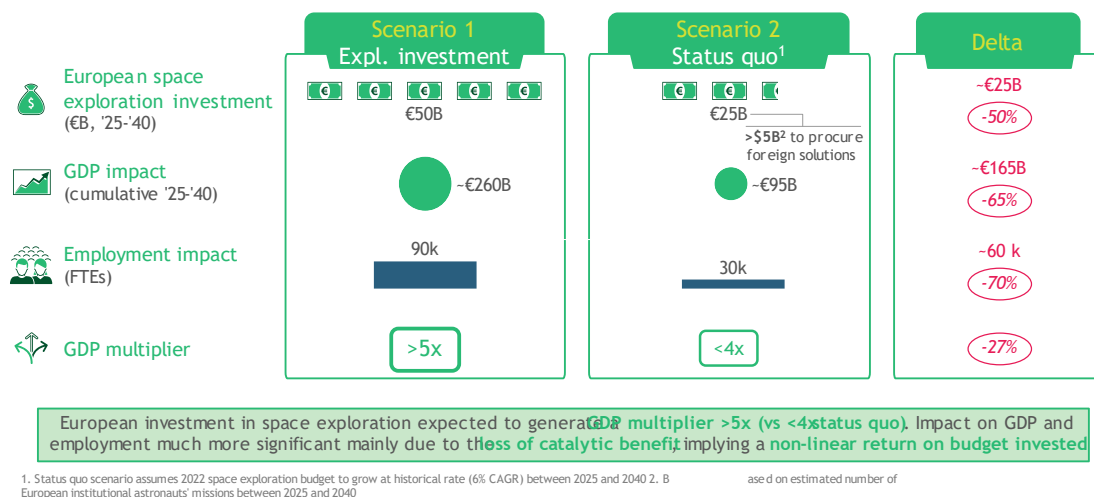 Scenario 1
Expl. investment
Scenario 2
Status quo1
Delta
European space
exploration investment
(€B, '25-'40)
€ € € € €
€50B
€ € €
€25B
>$5B2 to procure
foreign solutions
~€25B
-50%
GDP impact
(cumulative '25-'40)
~€260B
~€95B
~€165B
-65%
Employment impact
(FTEs)
90k
30k
~60 k
-70%
GDP multiplier
>5x
<4x
-27%
European investment in space exploration expected to generate a GDP multiplier >5x (vs <4x status quo). Impact on GDP and
employment much more significant mainly due to the loss of catalytic benefit, implying a non-linear return on budget invested
1. Status quo scenario assumes 2022 space exploration budget to grow at historical rate (6% CAGR) between 2025 and 2040 2. B ased on estimated number of
European institutional astronauts' missions between 2025 and 2040